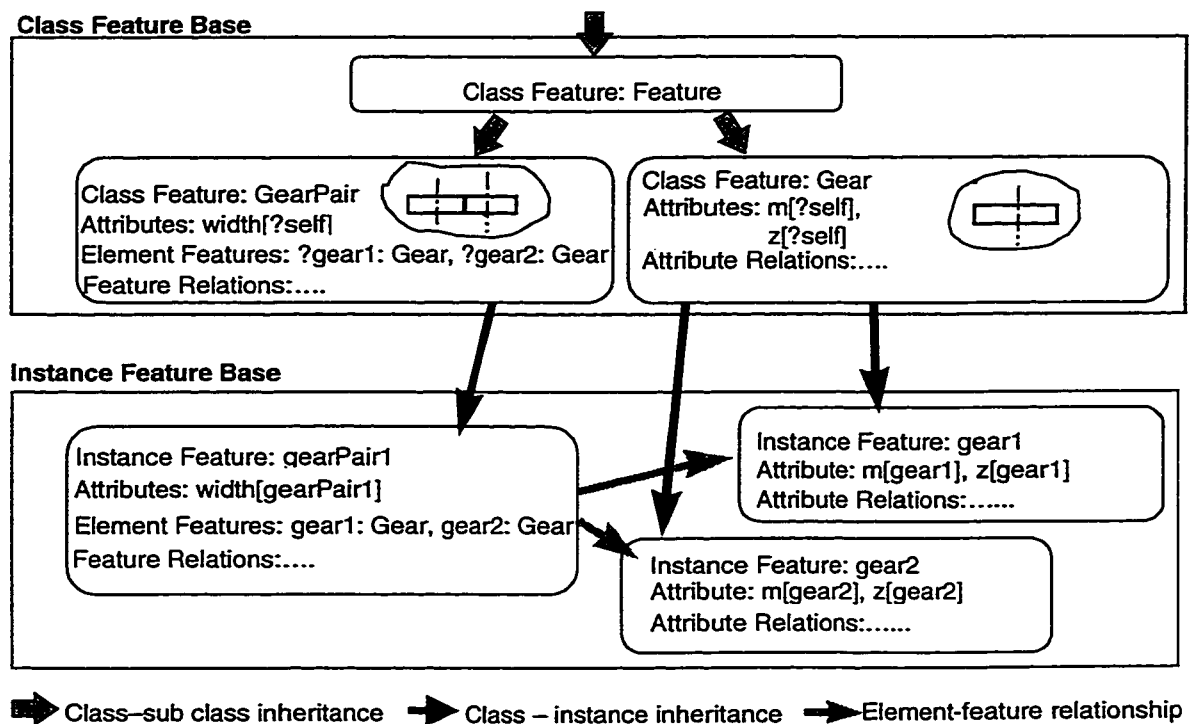 Class Feature Base
Class Feature: Feature
Class Feature: GearPair
Attributes: width[?self]
Element Features: ?gear1: Gear, ?gear2: Gear
Feature Relations:....
Class Feature: Gear
Attributes: m[?self],
z[?self]
Attribute Relations:....
Instance Feature Base
Instance Feature: gearPair1
Attributes: width[gearPair1]
Element Features: gear1: Gear, gear2: Gear
Feature Relations:....
Instance Feature: gear1
Attribute: m[gear1], z[gear1]
Attribute Relations:......
Instance Feature: gear2
Attribute: m[gear2], z[gear2]
Attribute Relations:......
Class–sub class inheritance
Class – instance inheritance
Element-feature relationship